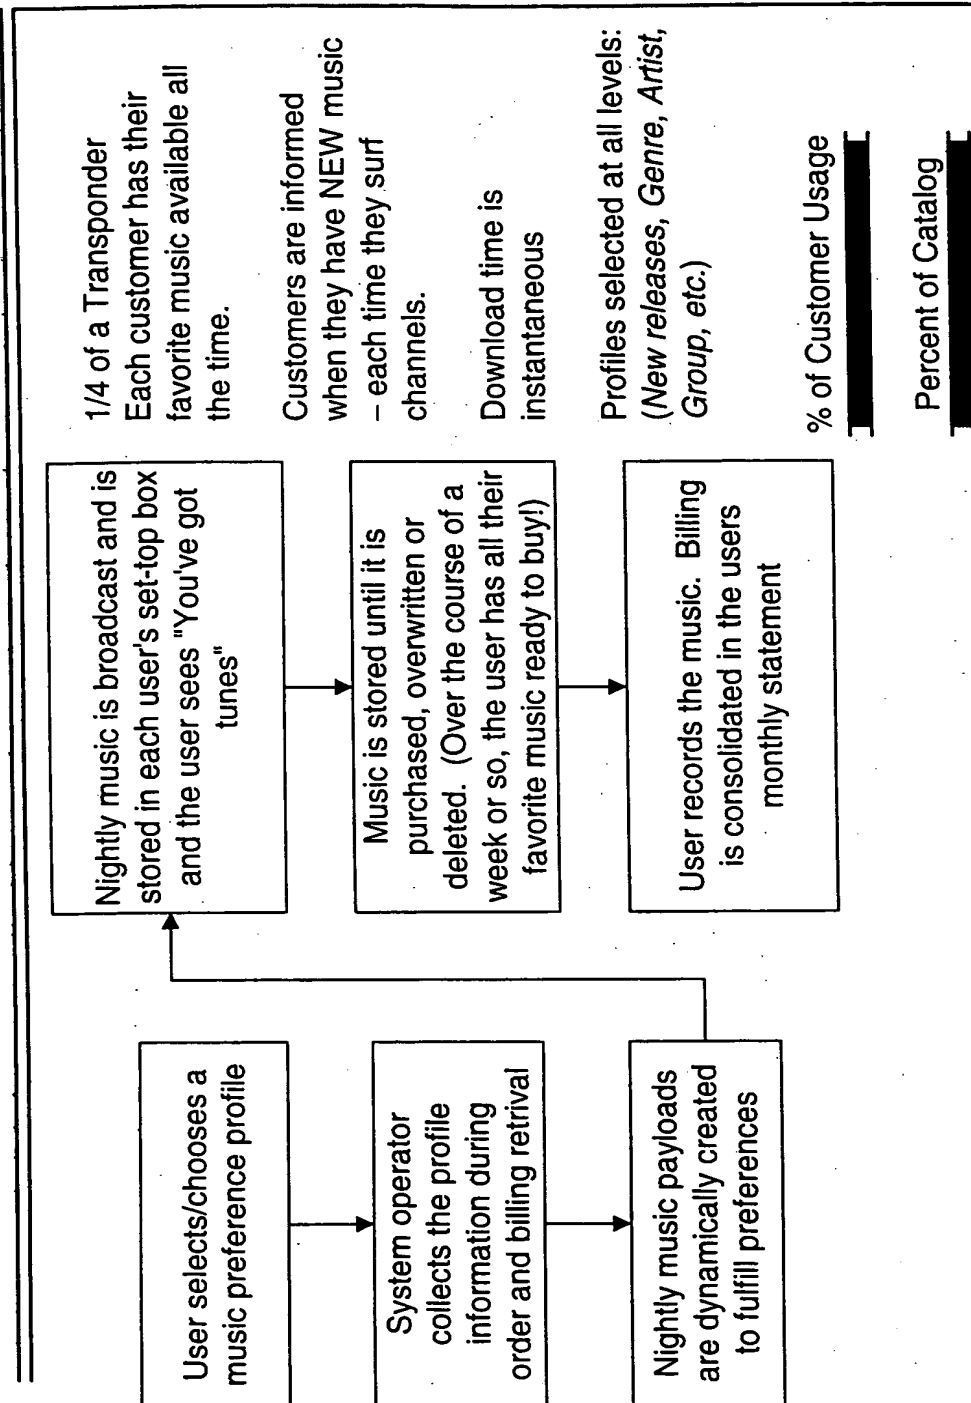 User selects/chooses a
music preference profile
System operator
collects the profile
information during
order and billing retrival
Nightly music payloads
are dynamically created
to fulfill preferences
Nightly music is broadcast and is
stored in each user's set-top box
and the user sees "You've got
tunes"
Music is stored until it is
purchased, overwritten or
deleted. (Over the course of a
week or so, the user has all their
favorite music ready to buy!)
User records the music. Billing
is consolidated in the users
monthly statement
1/4 of a Transponder
Each customer has their
favorite music available all
the time.
Customers are informed
when they have NEW music
– each time they surf
channels.
Download time is
instantaneous
Profiles selected at all levels:
(New releases, Genre, Artist,
Group, etc.)
% of Customer Usage
Percent of Catalog